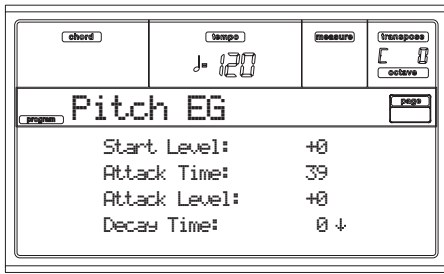 chord tempo measure transpose
♩= 120 C 0
octave
program Pitch EG page
Start Level: +0
Attack Time: 39
Attack Level: +0
Decay Time: 0 ↓